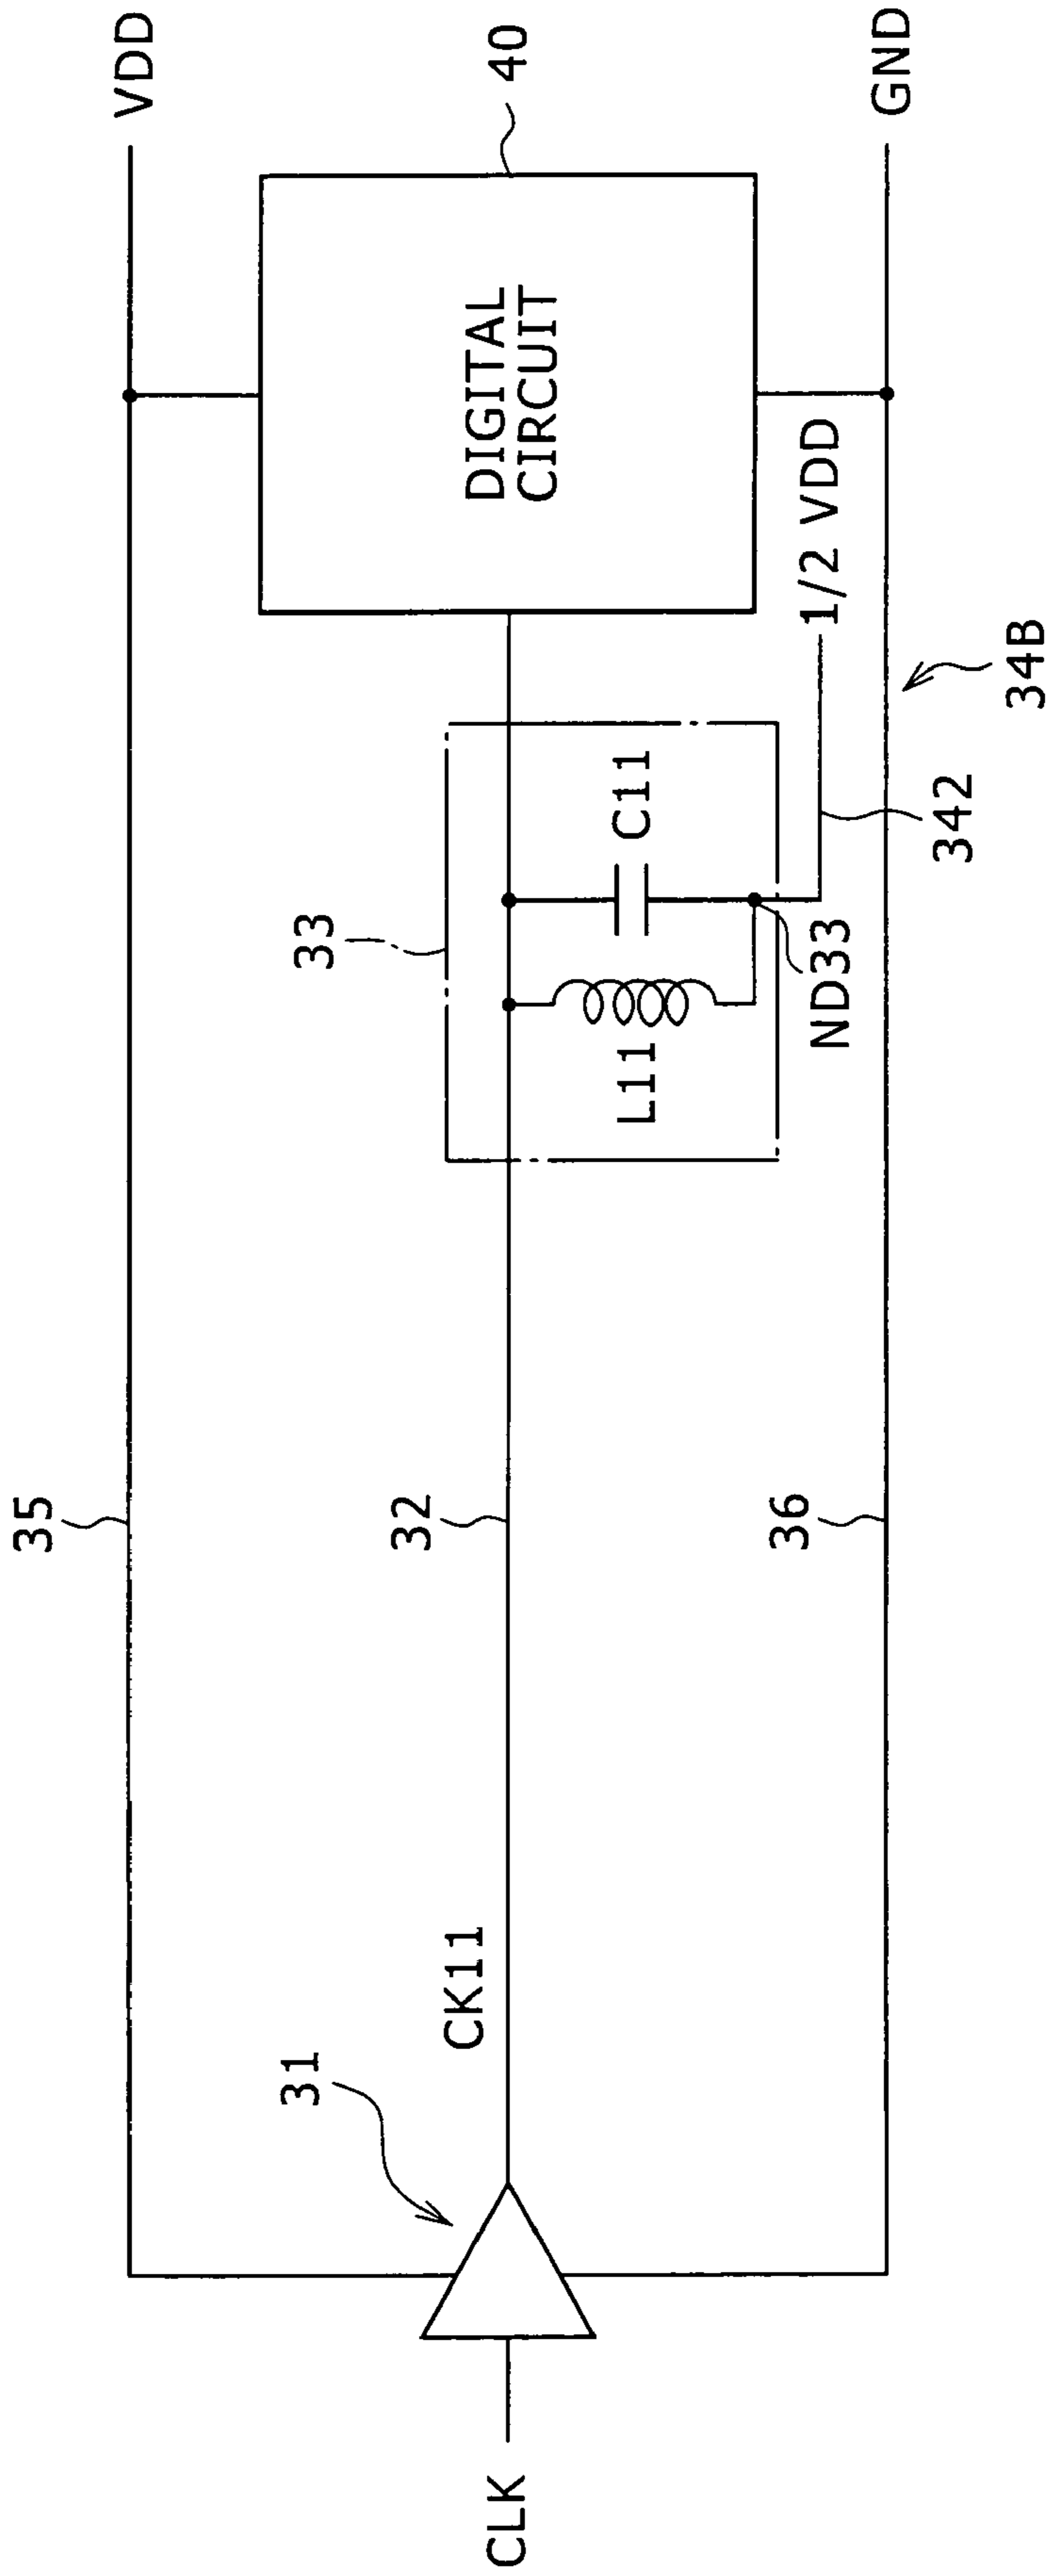 35
VDD
31
CK11
32
33
40
CLK
L11
C11
DIGITAL
CIRCUIT
ND33
1/2 VDD
36
342
34B
GND